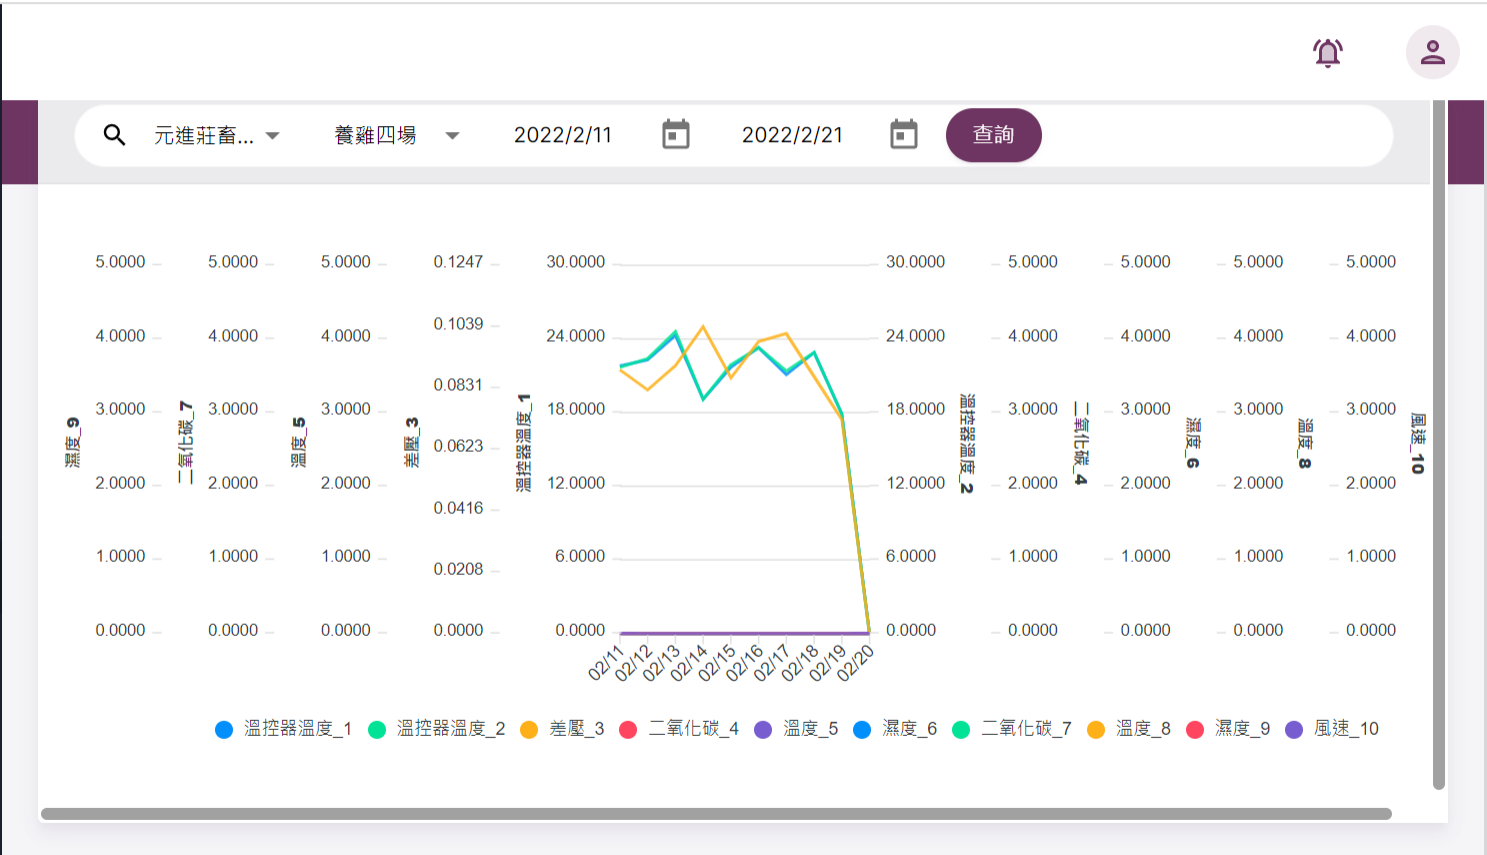 元進莊畜... 養雞四場 2022/2/11 2022/2/21 查詢
5.0000 5.0000 5.0000 0.1247 30.0000 30.0000 5.0000 5.0000 5.0000 5.0000
0.1039
4.0000 4.0000 4.0000 24.0000 24.0000 4.0000 4.0000 4.0000 4.0000
0.0831
3.0000 3.0000 3.0000 18.0000 18.0000 3.0000 3.0000 3.0000 3.0000
濕度_9 二氧化碳_7 溫度_5 差壓_3 溫控器溫度_1 溫控器溫度_2 二氧化碳_4 濕度_6 溫度_8 風速_10
0.0623
2.0000 2.0000 2.0000 12.0000 12.0000 2.0000 2.0000 2.0000 2.0000
0.0416
1.0000 1.0000 1.0000 6.0000 6.0000 1.0000 1.0000 1.0000 1.0000
0.0208
0.0000 0.0000 0.0000 0.0000 0.0000 0.0000 0.0000 0.0000 0.0000 0.0000
02/11 02/12 02/13 02/14 02/15 02/16 02/17 02/18 02/19 02/20
溫控器溫度_1 溫控器溫度_2 差壓_3 二氧化碳_4 溫度_5 濕度_6 二氧化碳_7 溫度_8 濕度_9 風速_10